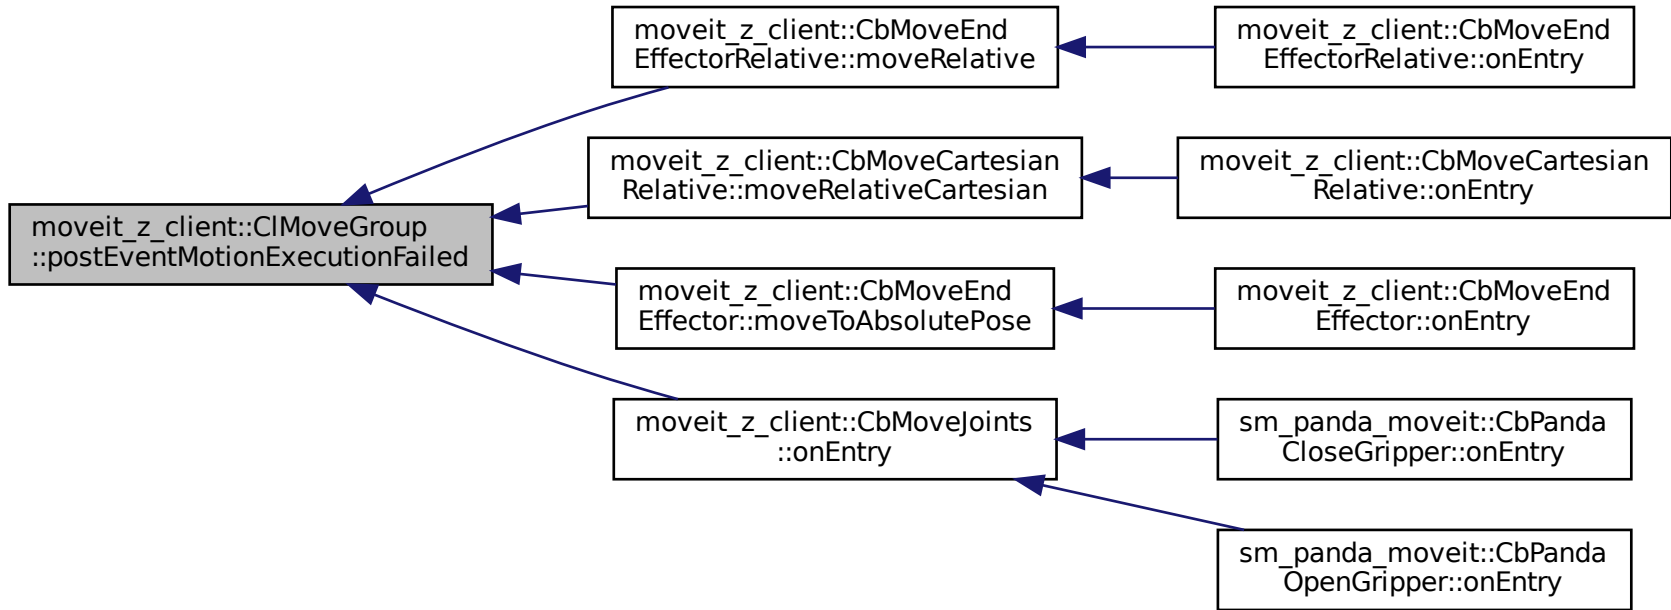 moveit_z_client::CbMoveEnd
EffectorRelative::moveRelative
moveit_z_client::CbMoveEnd
EffectorRelative::onEntry
moveit_z_client::CbMoveCartesian
Relative::moveRelativeCartesian
moveit_z_client::CbMoveCartesian
Relative::onEntry
moveit_z_client::ClMoveGroup
::postEventMotionExecutionFailed
moveit_z_client::CbMoveEnd
Effector::moveToAbsolutePose
moveit_z_client::CbMoveEnd
Effector::onEntry
moveit_z_client::CbMoveJoints
::onEntry
sm_panda_moveit::CbPanda
CloseGripper::onEntry
sm_panda_moveit::CbPanda
OpenGripper::onEntry